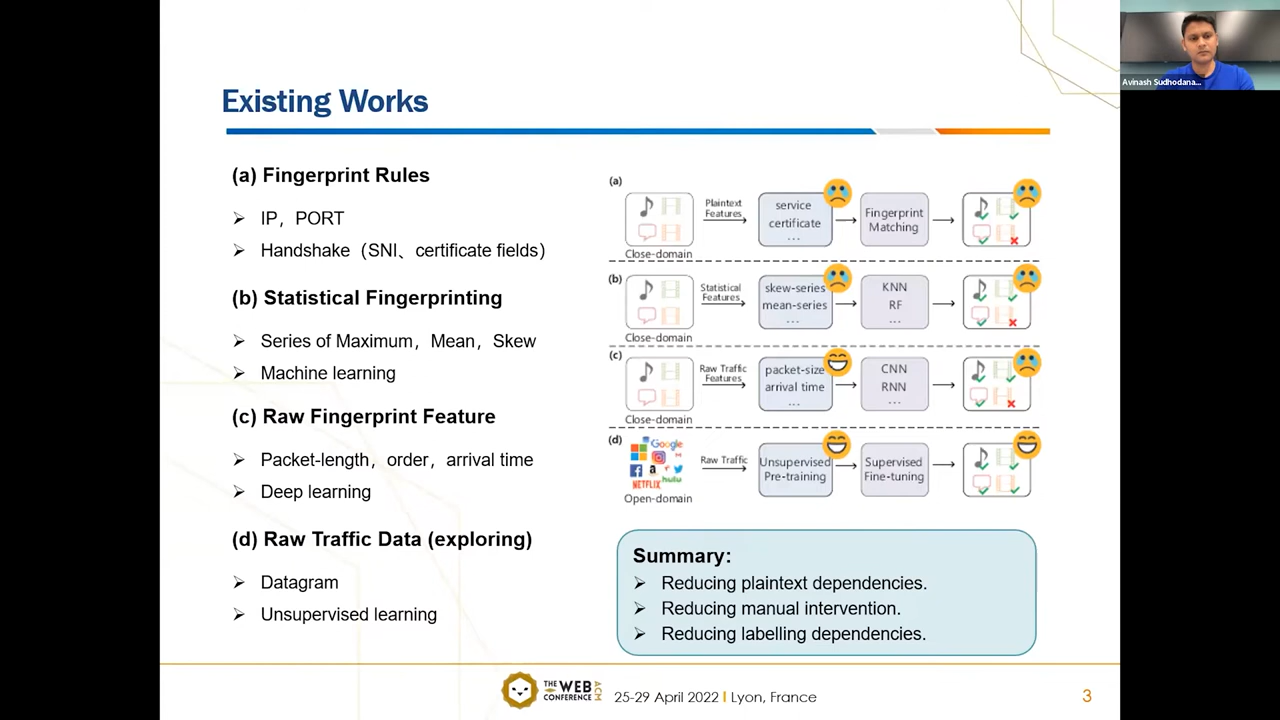 Avinash Sudhodana...
Existing Works
(a) Fingerprint Rules
IP，PORT
Handshake（SNI、certificate fields）
(b) Statistical Fingerprinting
Series of Maximum，Mean，Skew
Machine learning
(c) Raw Fingerprint Feature
Packet-length，order，arrival time
Deep learning
(d) Raw Traffic Data (exploring)
Datagram
Unsupervised learning
(a)
Close-domain
Plaintext
Features
service
certificate
...
Fingerprint
Matching
(b)
Close-domain
Statistical
Features
skew-series
mean-series
...
KNN
RF
...
(c)
Close-domain
Raw Traffic
Features
packet-size
arrival time
...
CNN
RNN
...
(d)
Google
hulu
NETFLIX
Open-domain
Raw Traffic
Unsupervised
Pre-training
Supervised
Fine-tuning
Summary:
Reducing plaintext dependencies.
Reducing manual intervention.
Reducing labelling dependencies.
THE WEB CONFERENCE
ACM
25-29 April 2022 | Lyon, France
3